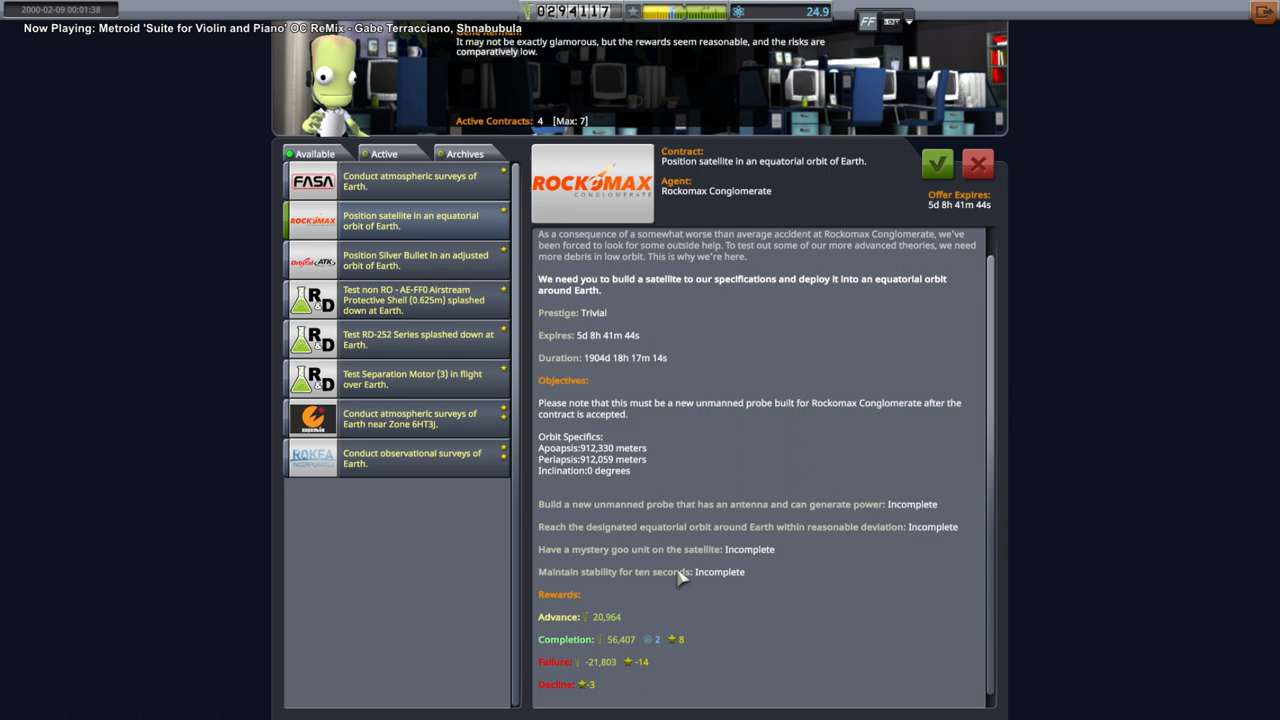 2000-02-09 00:01:38
0294117
24.9
FF
Now Playing: Metroid 'Suite for Violin and Piano' OC ReMix - Gabe Terracciano, Shnabubula
It may not be exactly glamorous, but the rewards seem reasonable, and the risks are
comparatively low.
Active Contracts: 4 [Max: 7]
Available
Active
Archives
FASA
Conduct atmospheric surveys of
Earth.
ROCKOMAX
CONGLOMERATE
Position satellite in an equatorial
orbit of Earth.
Orbital ATK
Position Silver Bullet in an adjusted
orbit of Earth.
R&D
Test non RO - AE-FF0 Airstream
Protective Shell (0.625m) splashed
down at Earth.
R&D
Test RD-252 Series splashed down at
Earth.
R&D
Test Separation Motor (3) in flight
over Earth.
Conduct atmospheric surveys of
Earth near Zone 6HT3J.
ROKEA
Conduct observational surveys of
Earth.
ROCKOMAX
CONGLOMERATE
Contract:
Position satellite in an equatorial orbit of Earth.
Agent:
Rockomax Conglomerate
Offer Expires:
5d 8h 41m 44s
As a consequence of a somewhat worse than average accident at Rockomax Conglomerate, we've
been forced to look for some outside help. To test out some of our more advanced theories, we need
more debris in low orbit. This is why we're here.
We need you to build a satellite to our specifications and deploy it into an equatorial orbit
around Earth.
Prestige: Trivial
Expires: 5d 8h 41m 44s
Duration: 1904d 18h 17m 14s
Objectives:
Please note that this must be a new unmanned probe built for Rockomax Conglomerate after the
contract is accepted.
Orbit Specifics:
Apoapsis:912,330 meters
Periapsis:912,059 meters
Inclination:0 degrees
Build a new unmanned probe that has an antenna and can generate power: Incomplete
Reach the designated equatorial orbit around Earth within reasonable deviation: Incomplete
Have a mystery goo unit on the satellite: Incomplete
Maintain stability for ten seconds: Incomplete
Rewards:
Advance: 20,964
Completion: 56,407 2 8
Failure: -21,803 -14
Decline: -3